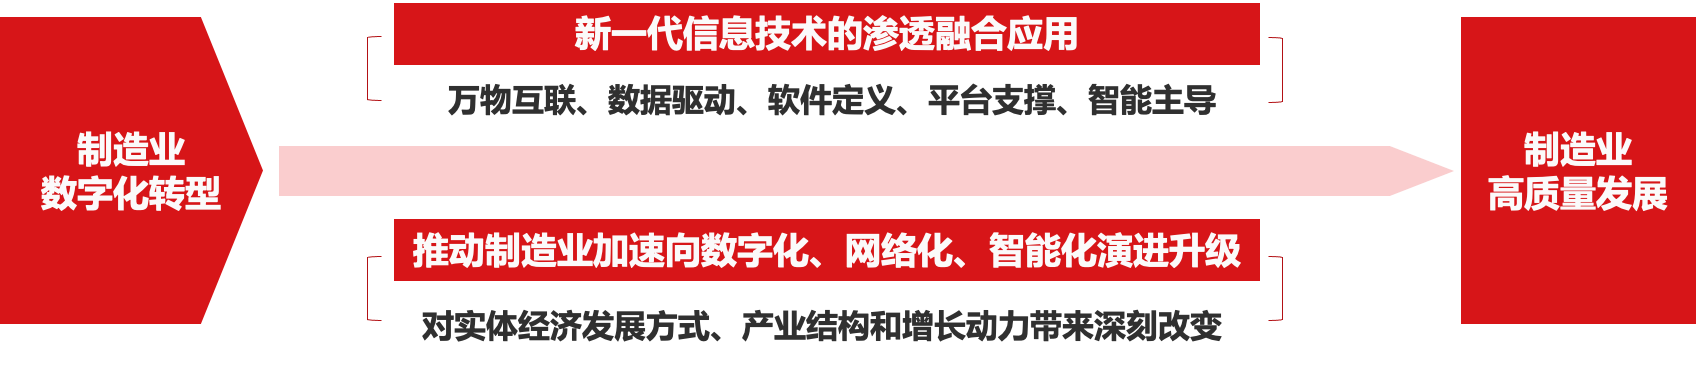 制造业
数字化转型
新一代信息技术的渗透融合应用
万物互联、数据驱动、软件定义、平台支撑、智能主导
推动制造业加速向数字化、网络化、智能化演进升级
对实体经济发展方式、产业结构和增长动力带来深刻改变
制造业
高质量发展